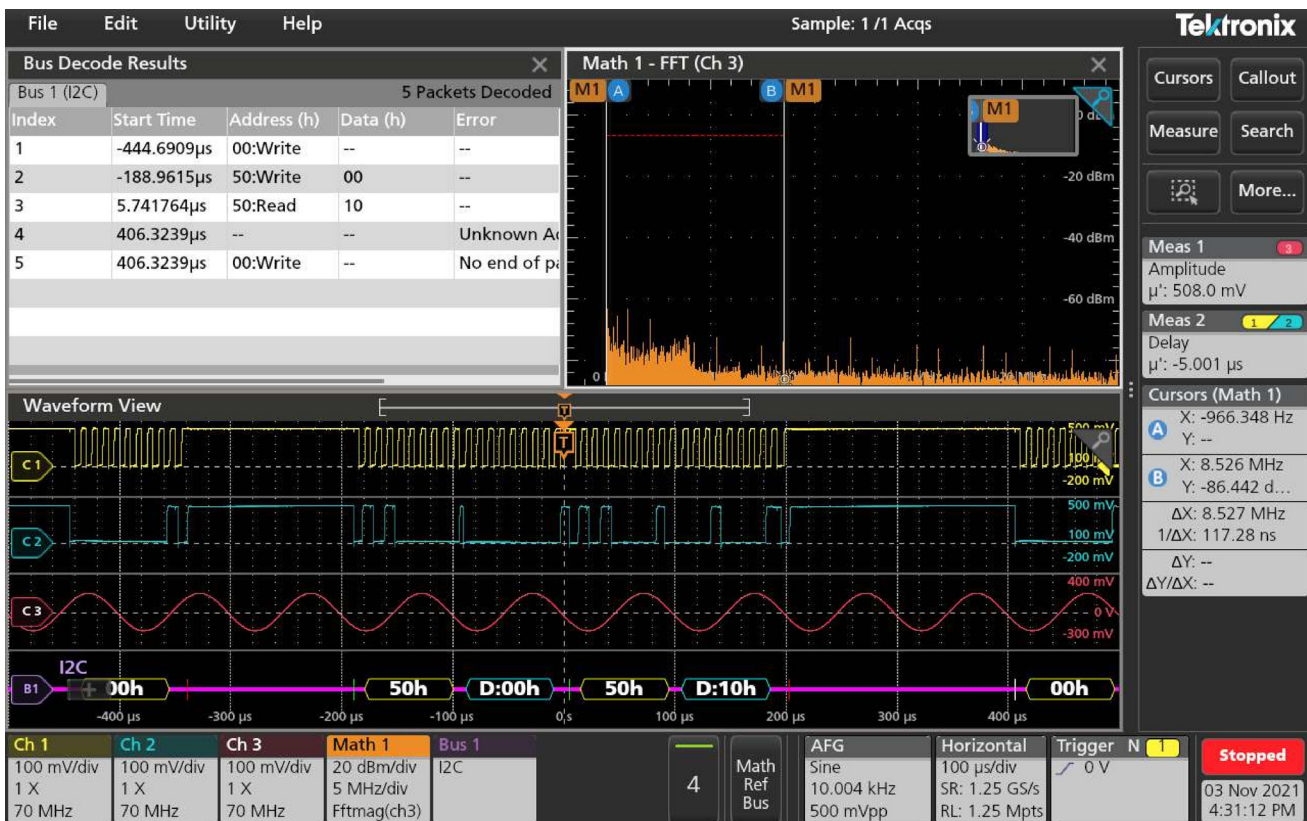 File Edit Utility Help Sample: 1 /1 Acqs Tektronix
Bus Decode Results
Bus 1 (I2C) 5 Packets Decoded
Index Start Time Address (h) Data (h) Error
1 -444.6909µs 00:Write -- --
2 -188.9615µs 50:Write 00 --
3 5.741764µs 50:Read 10 --
4 406.3239µs -- -- Unknown
5 406.3239µs 00:Write -- No end of
Math 1 - FFT (Ch 3)
M1 A B M1
M1
-20 dBm
-40 dBm
-60 dBm
0
Cursors Callout
Measure Search
More...
Meas 1 3
Amplitude
µ': 508.0 mV
Meas 2 1 2
Delay
µ': -5.001 µs
Cursors (Math 1)
A X: -966.348 Hz
Y: --
B X: 8.526 MHz
Y: -86.442 d...
ΔX: 8.527 MHz
1/ΔX: 117.28 ns
ΔY: --
ΔY/ΔX: --
Waveform View
T
T
C 1
500 mV
100
-200 mV
C 2
500 mV
100 mV
-200 mV
C 3
400 mV
0 V
-300 mV
I2C
B1 00h 50h D:00h 50h D:10h 00h
-400 µs -300 µs -200 µs -100 µs 0 s 100 µs 200 µs 300 µs 400 µs
Ch 1
100 mV/div
1 X
70 MHz
Ch 2
100 mV/div
1 X
70 MHz
Ch 3
100 mV/div
1 X
70 MHz
Math 1
20 dBm/div
5 MHz/div
Fftmag(ch3)
Bus 1
I2C
4
Math
Ref
Bus
AFG
Sine
10.004 kHz
500 mVpp
Horizontal
100 µs/div
SR: 1.25 GS/s
RL: 1.25 Mpts
Trigger N 1
0 V
Stopped
03 Nov 2021
4:31:12 PM